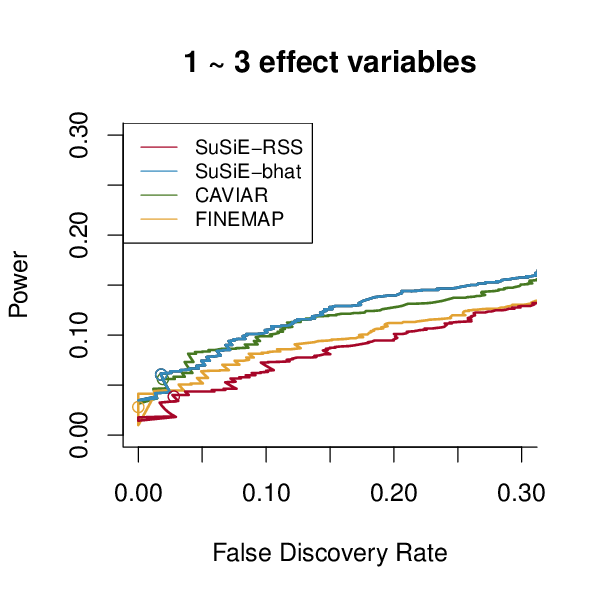 1 ~ 3 effect variables
SuSiE−RSS
SuSiE−bhat
CAVIAR
FINEMAP
0.30
0.20
0.10
0.00
Power
0.00 0.10 0.20 0.30
False Discovery Rate